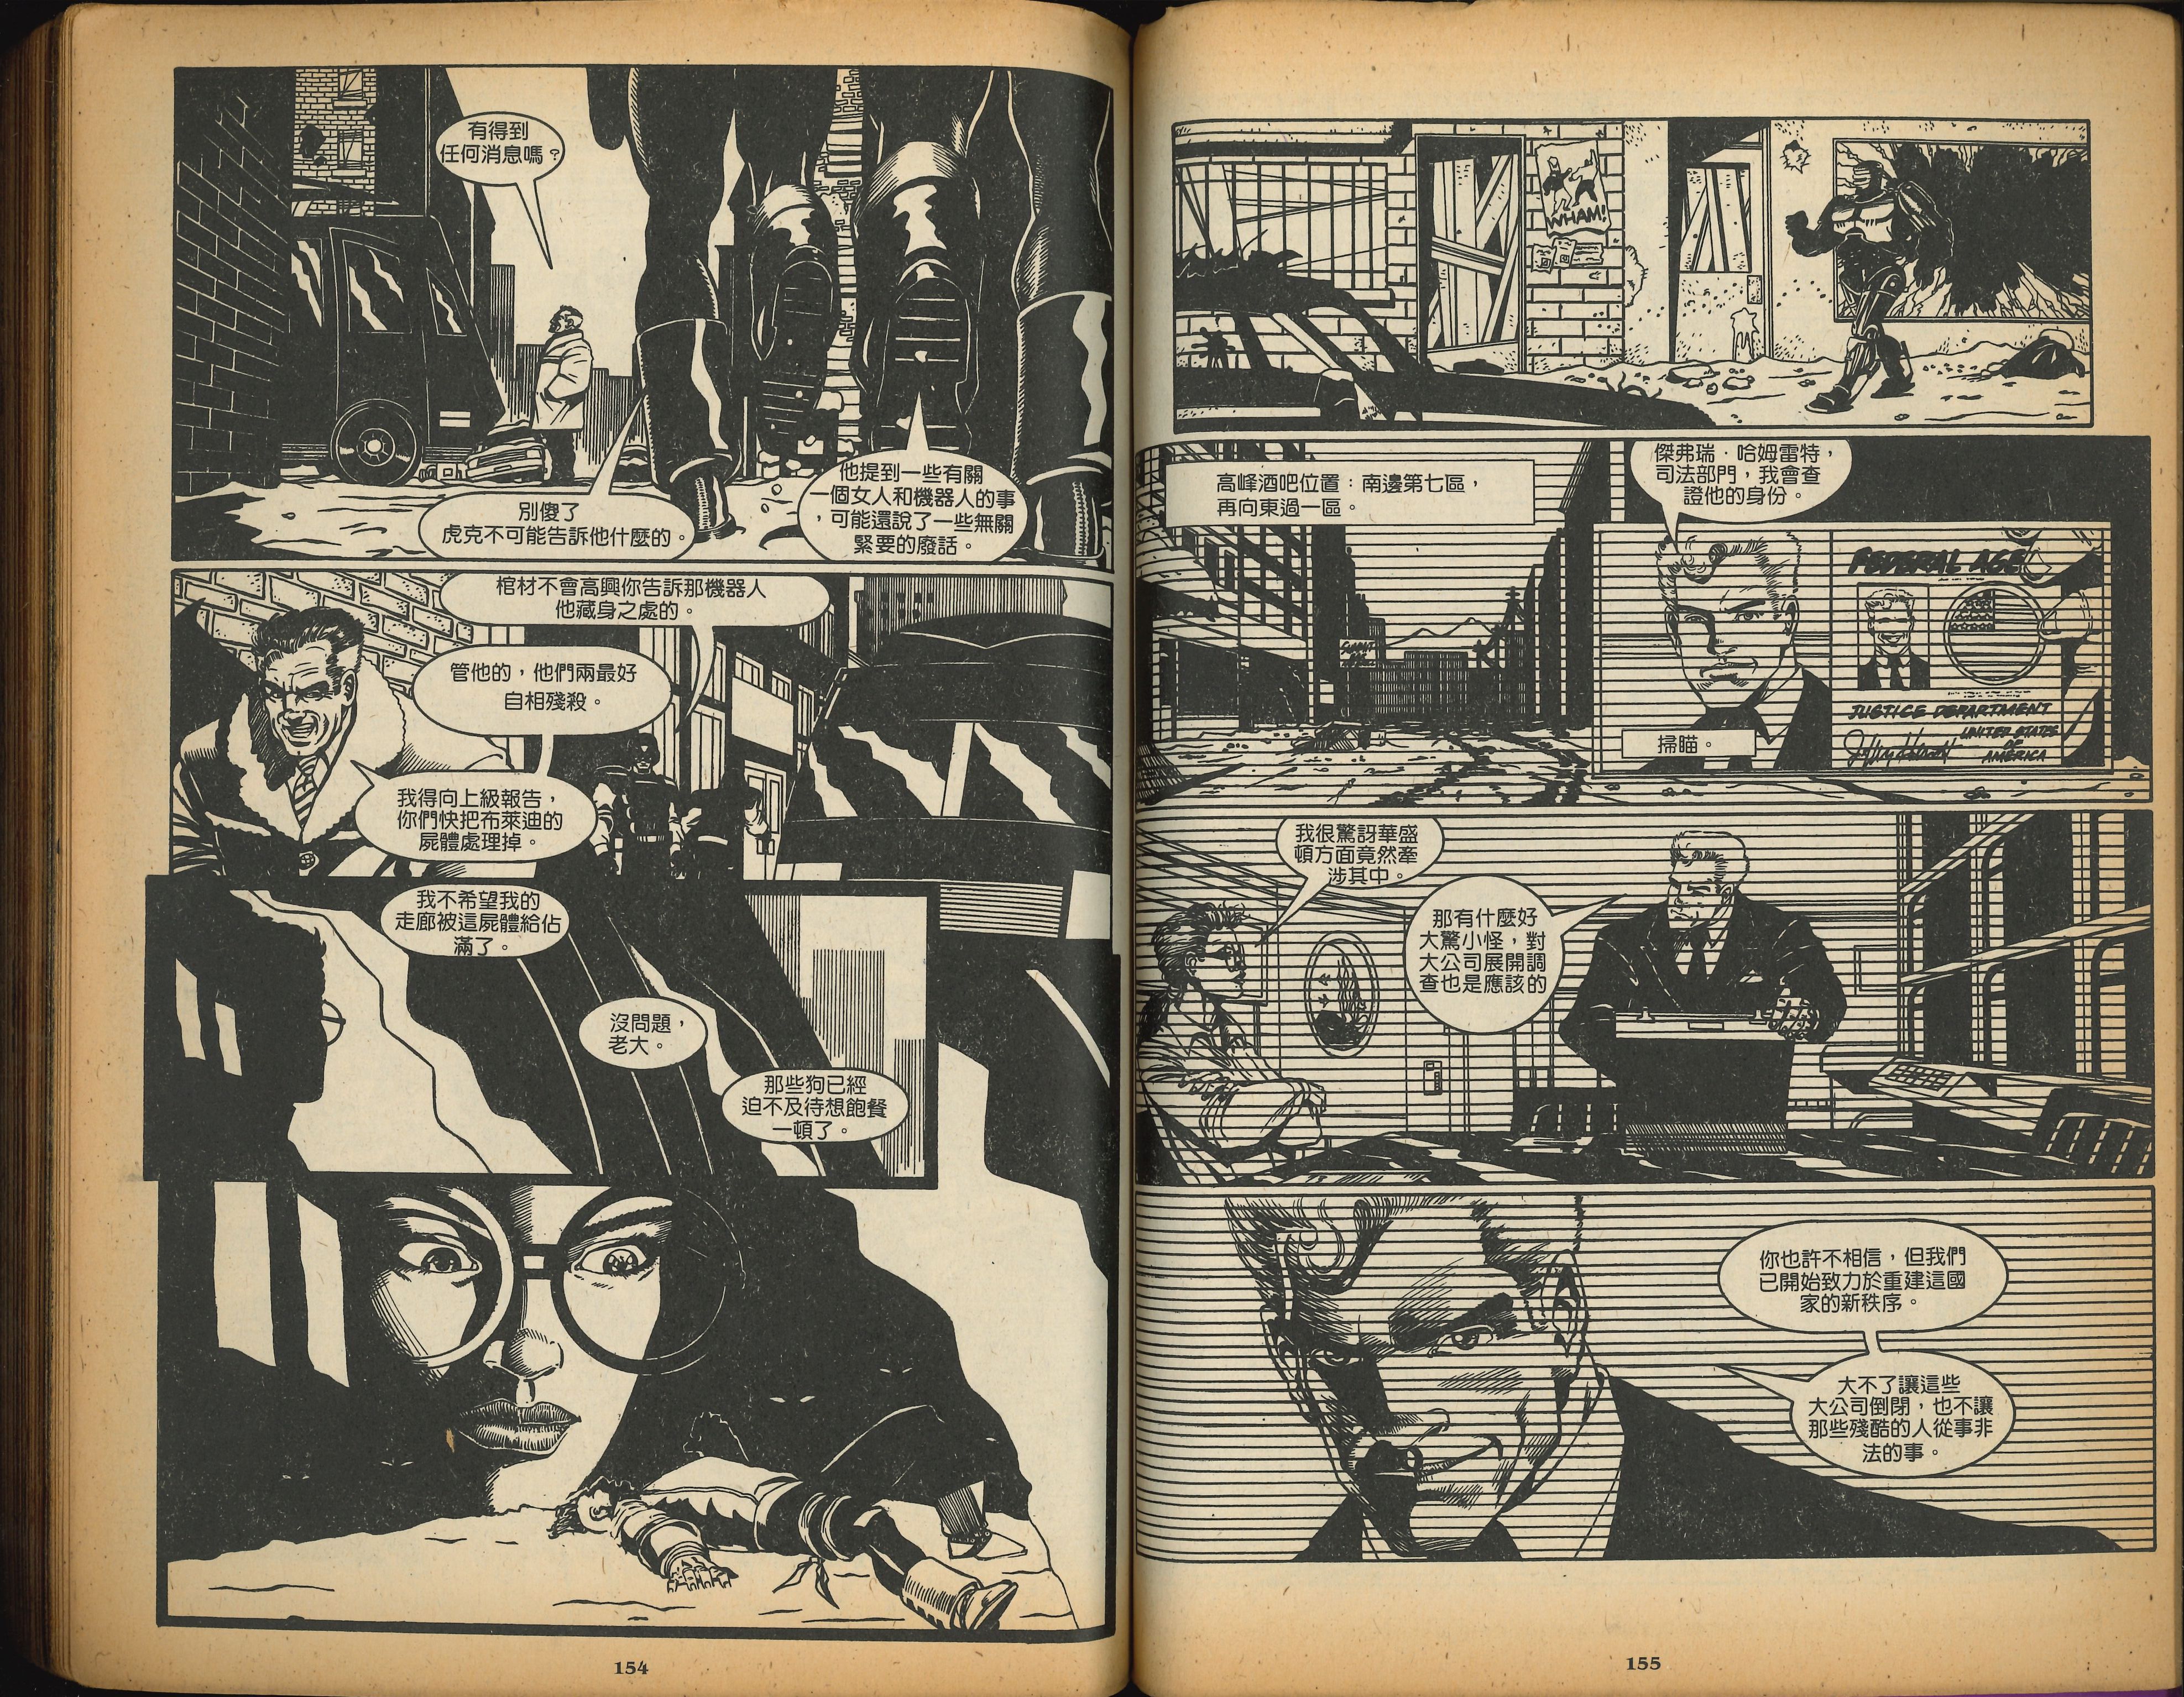 有得到
任何消息嗎?
別傻了
虎克不可能告訴他什麼的。
他提到一些有關
一個女人和機器人的事
，可能還說了一些無關
緊要的廢話。
棺材不會高興你告訴那機器人
他藏身之處的。
管他的，他們兩最好
自相殘殺。
我得向上級報告，
你們快把布萊迪的
屍體處理掉。
我不希望我的
走廊被這屍體給佔
滿了。
沒問題，
老大。
那些狗已經
迫不及待想飽餐
一頓了。
154
WHAM!
高峰酒吧位置：南邊第七區，
再向東過一區。
傑弗瑞．哈姆雷特，
司法部門，我會查
證他的身份。
FEDERAL AGE
JUSTICE DEPARTMENT
UNITED STATES
OF
AMERICA
掃瞄。
我很驚訝華盛
頓方面竟然牽
涉其中。
那有什麼好
大驚小怪，對
大公司展開調
查也是應該的
你也許不相信，但我們
已開始致力於重建這國
家的新秩序。
大不了讓這些
大公司倒閉，也不讓
那些殘酷的人從事非
法的事。
155